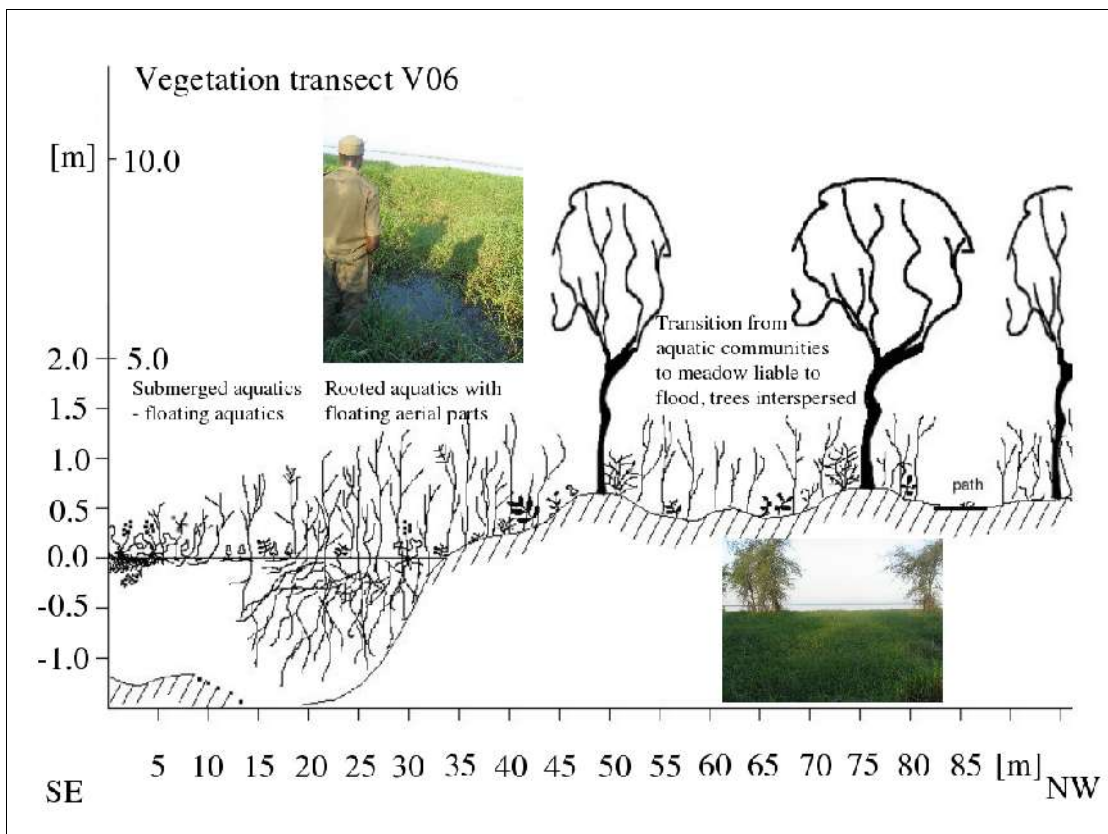 Vegetation transect V06
[m] 10.0
2.0 5.0
Submerged aquatics
- floating aquatics
Rooted aquatics with
floating aerial parts
Transition from
aquatic communities
to meadow liable to
flood, trees interspersed
1.5
1.0
path
0.5
0.0
-0.5
-1.0
5 10 15 20 25 30 35 40 45 50 55 60 65 70 75 80 85 [m]
SE NW